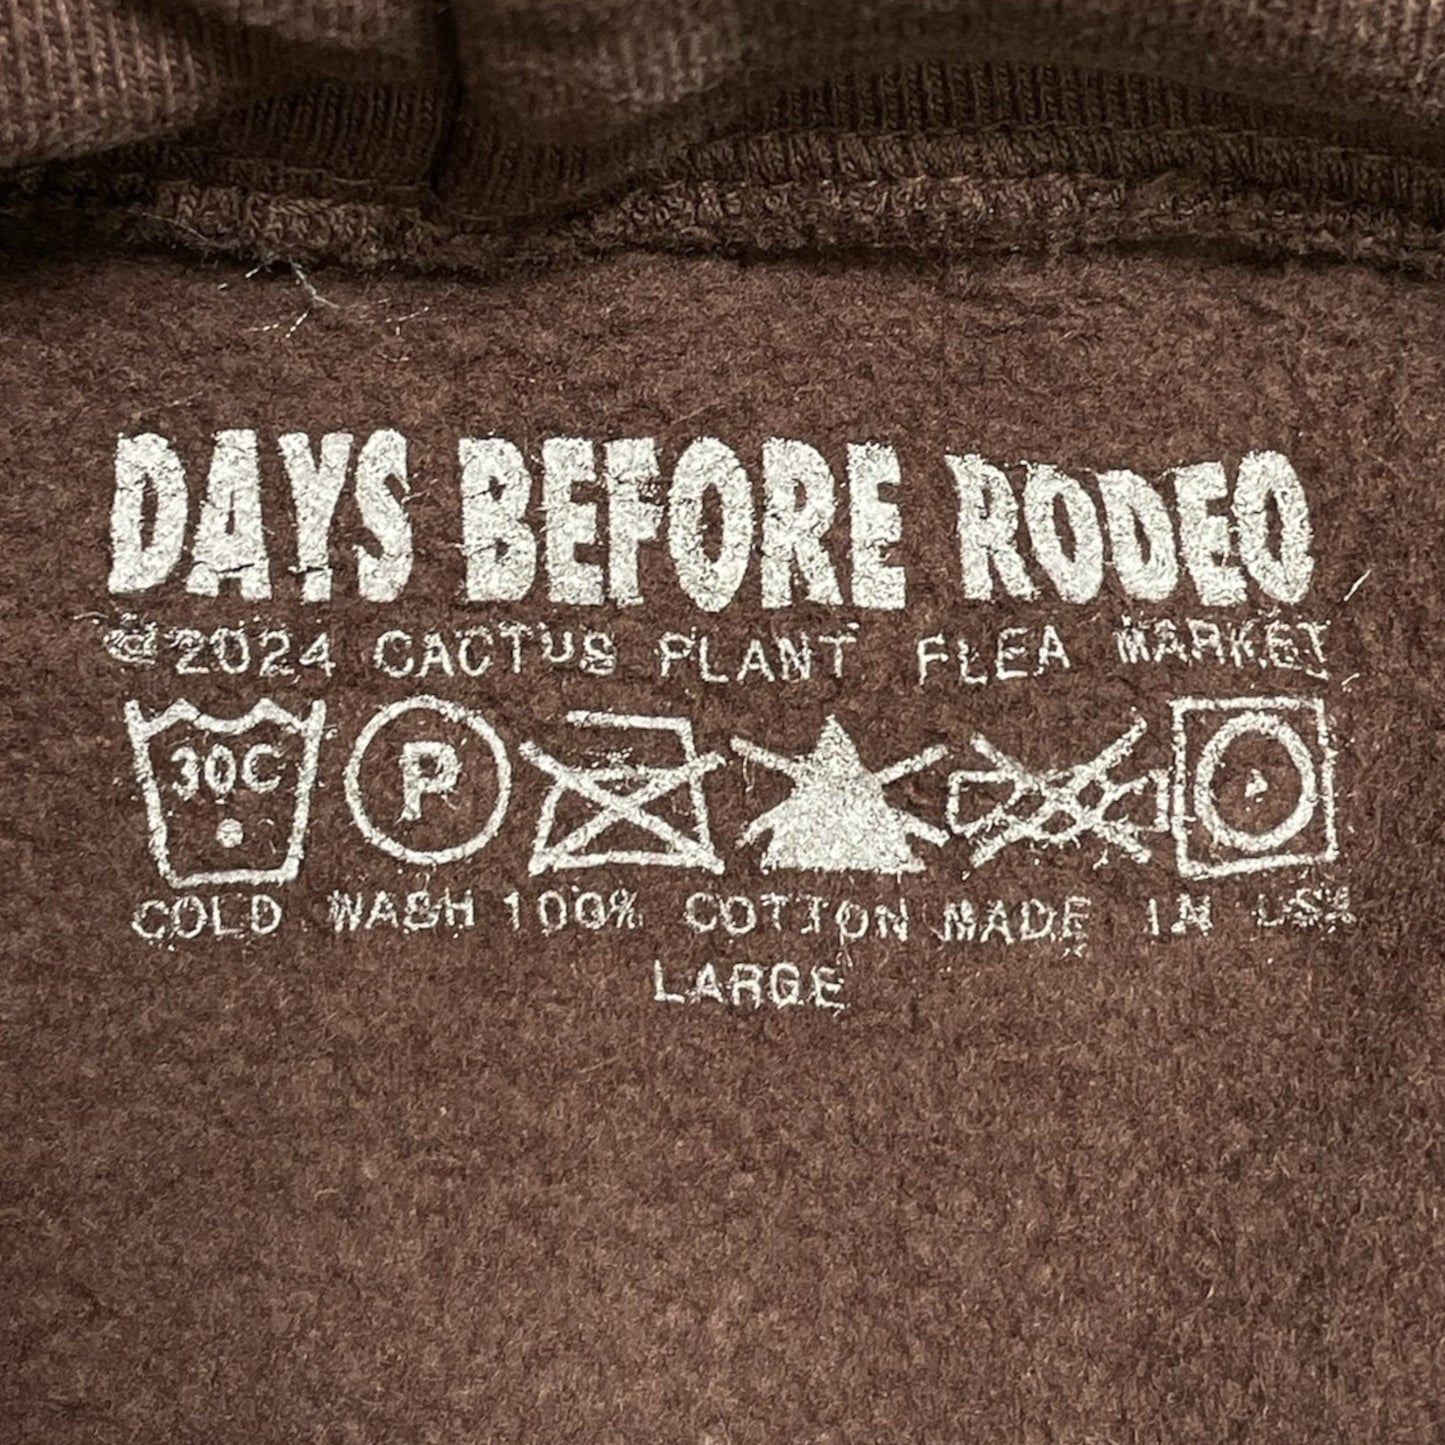 DAYS BEFORE RODEO
©2024 CACTUS PLANT FLEA MARKET
30C P
COLD WASH 100% COTTON MADE IN USA
LARGE